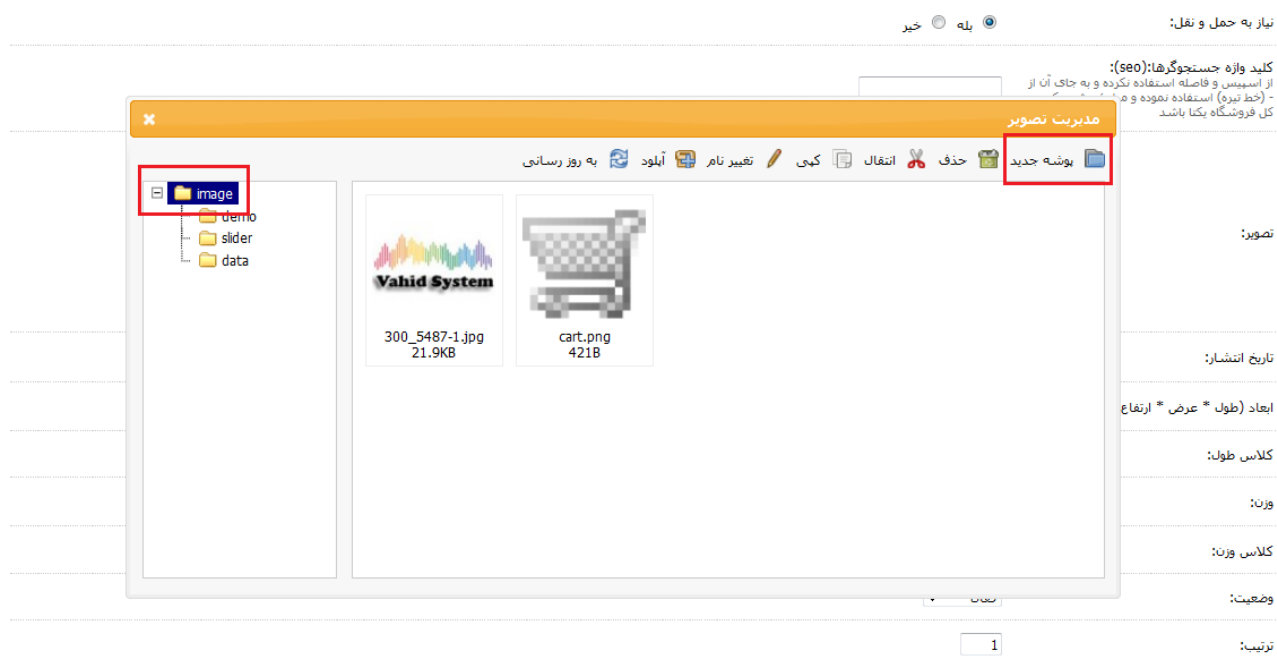 نیاز به حمل و نقل:
بله
خیر
کلید واژه جستجوگرها:(seo):
از اسپیس و فاصله استفاده نکرده و به جای آن از
- (خط تیره) استفاده نموده و
کل فروشگاه یکتا باشد
مدیریت تصویر
پوشه جدید
حذف
انتقال
کپی
تغییر نام
آپلود
به روز رسانی
image
demo
slider
data
Vahid System
300_5487-1.jpg
21.9KB
cart.png
421B
تصویر:
تاریخ انتشار:
ابعاد (طول * عرض * ارتفاع
کلاس طول:
وزن:
کلاس وزن:
وضعیت:
ترتیب:
1